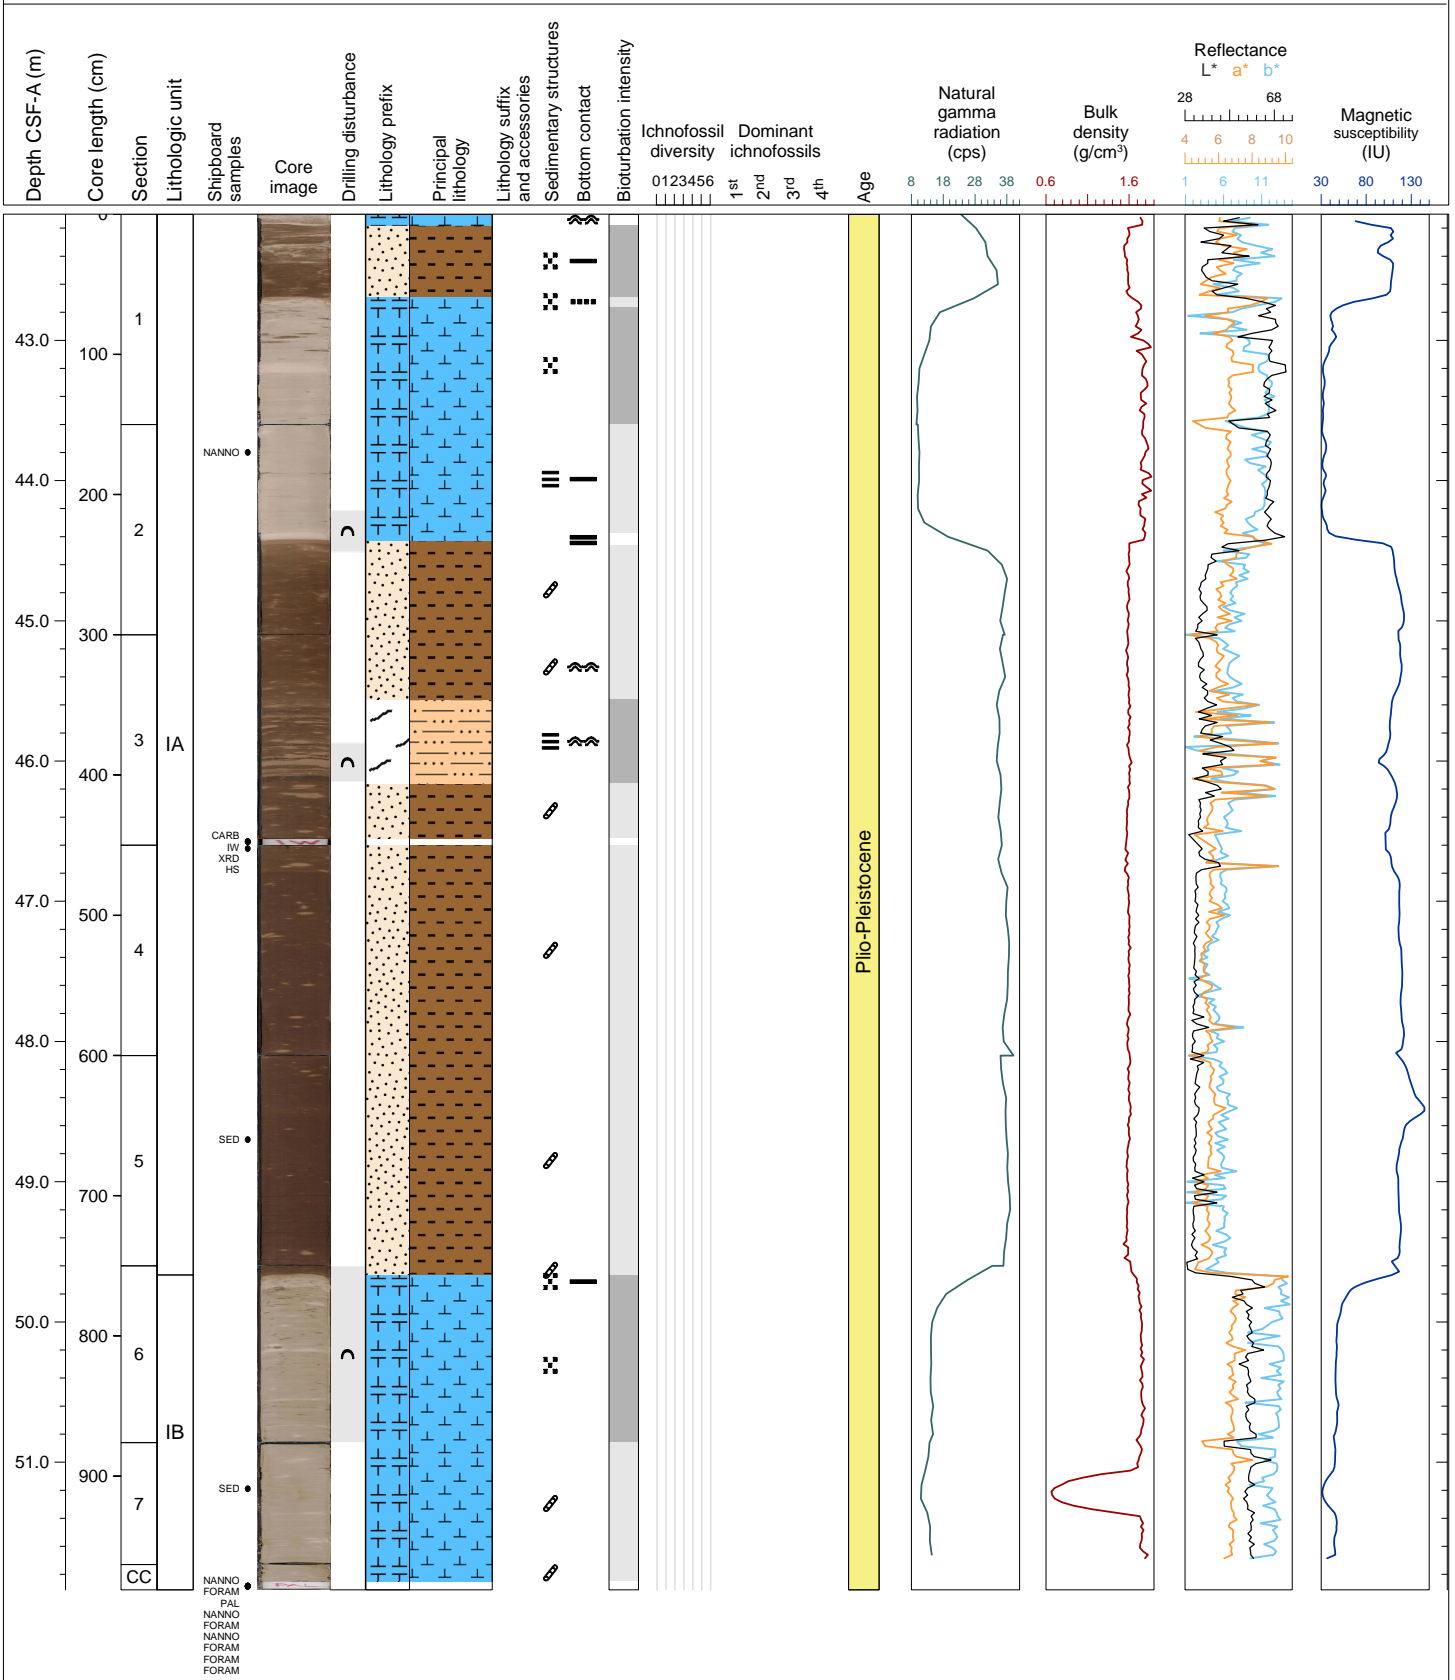 Depth CSF-A (m)
Core length (cm)
Section
Lithologic unit
Shipboard
samples
Core
image
Drilling disturbance
Lithology prefix
Principal
lithology
Lithology suffix
and accessories
Sedimentary structures
Bottom contact
Bioturbation intensity
Ichnofossil
diversity
0123456
Dominant
ichnofossils
1st
2nd
3rd
4th
Age
Natural
gamma
radiation
(cps)
8 18 28 38
Bulk
density
(g/cm³)
0.6 1.6
Reflectance
L* a* b*
28 68
4 6 8 10
1 6 11
Magnetic
susceptibility
(IU)
30 80 130
0
43.0
44.0
45.0
46.0
47.0
48.0
49.0
50.0
51.0
100
200
300
400
500
600
700
800
900
1
2
3
4
5
6
7
CC
IA
IB
NANNO
CARB
IW
XRD
HS
SED
SED
NANNO
FORAM
PAL
NANNO
FORAM
NANNO
FORAM
FORAM
FORAM
IW
PAL
Plio-Pleistocene